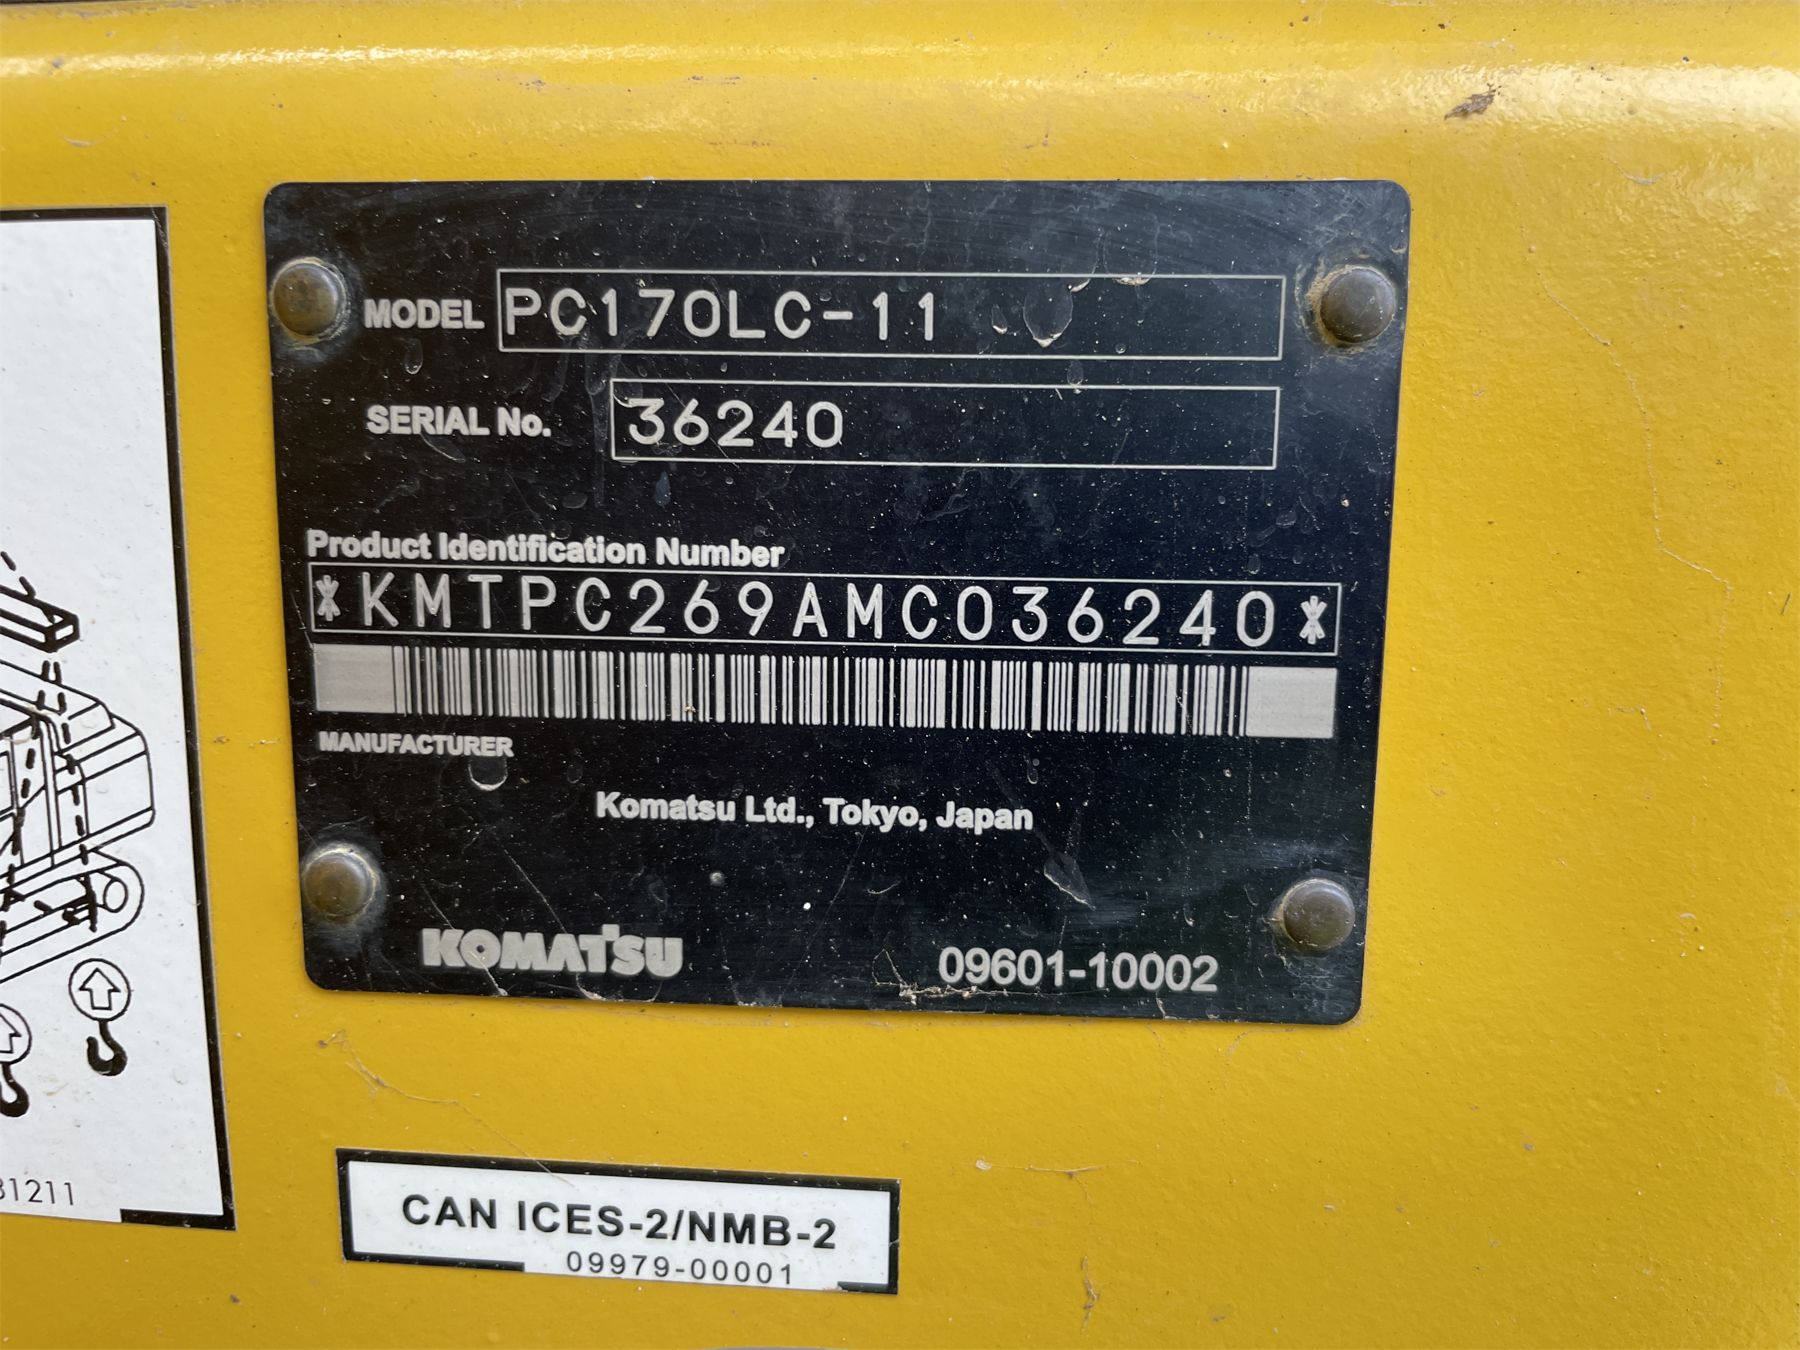 MODEL PC170LC-11
SERIAL No. 36240
Product Identification Number
*KMTPC269AMC036240*
MANUFACTURER
Komatsu Ltd., Tokyo, Japan
KOMATSU 09601-10002
31211
CAN ICES-2/NMB-2
09979-00001